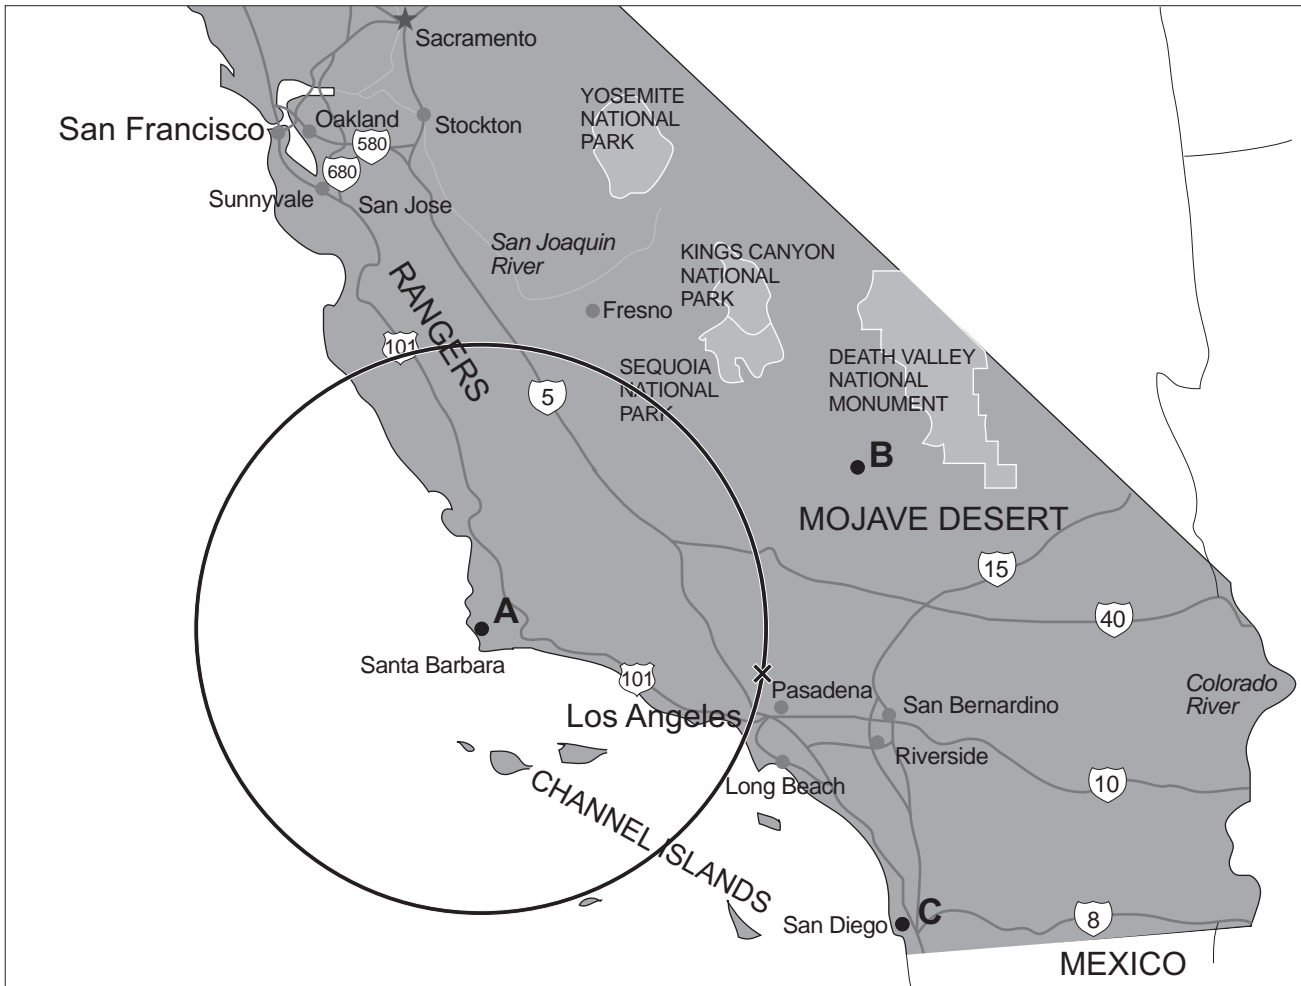 Sacramento
YOSEMITE
NATIONAL
PARK
San Francisco
Oakland
Stockton
580
680
Sunnyvale
San Jose
San Joaquin
River
KINGS CANYON
NATIONAL
PARK
RANGERS
Fresno
101
SEQUOIA
NATIONAL
PARK
DEATH VALLEY
NATIONAL
MONUMENT
5
B
MOJAVE DESERT
15
A
40
Santa Barbara
101
Pasadena
Los Angeles
San Bernardino
Colorado
River
Riverside
Long Beach
10
CHANNEL ISLANDS
San Diego
C
8
MEXICO